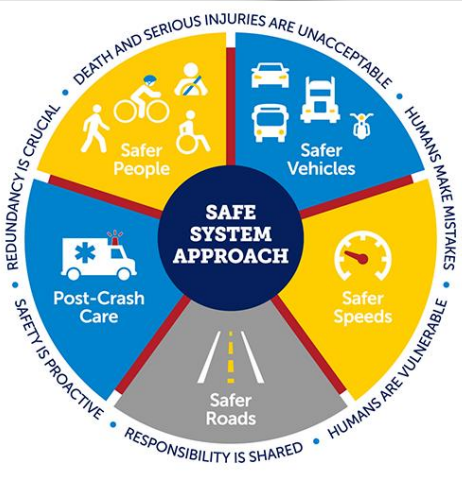 DEATH AND SERIOUS INJURIES ARE UNACCEPTABLE
HUMANS MAKE MISTAKES
HUMANS ARE VULNERABLE
RESPONSIBILITY IS SHARED
SAFETY IS PROACTIVE
REDUNDANCY IS CRUCIAL
Safer
People
Safer
Vehicles
SAFE
SYSTEM
APPROACH
Post-Crash
Care
Safer
Speeds
Safer
Roads